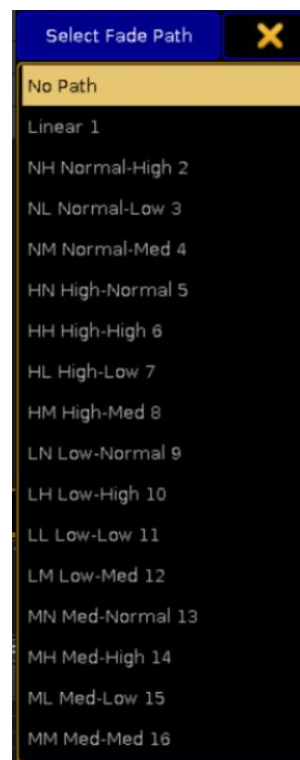 Select Fade Path
No Path
Linear 1
NH Normal-High 2
NL Normal-Low 3
NM Normal-Med 4
HN High-Normal 5
HH High-High 6
HL High-Low 7
HM High-Med 8
LN Low-Normal 9
LH Low-High 10
LL Low-Low 11
LM Low-Med 12
MN Med-Normal 13
MH Med-High 14
ML Med-Low 15
MM Med-Med 16